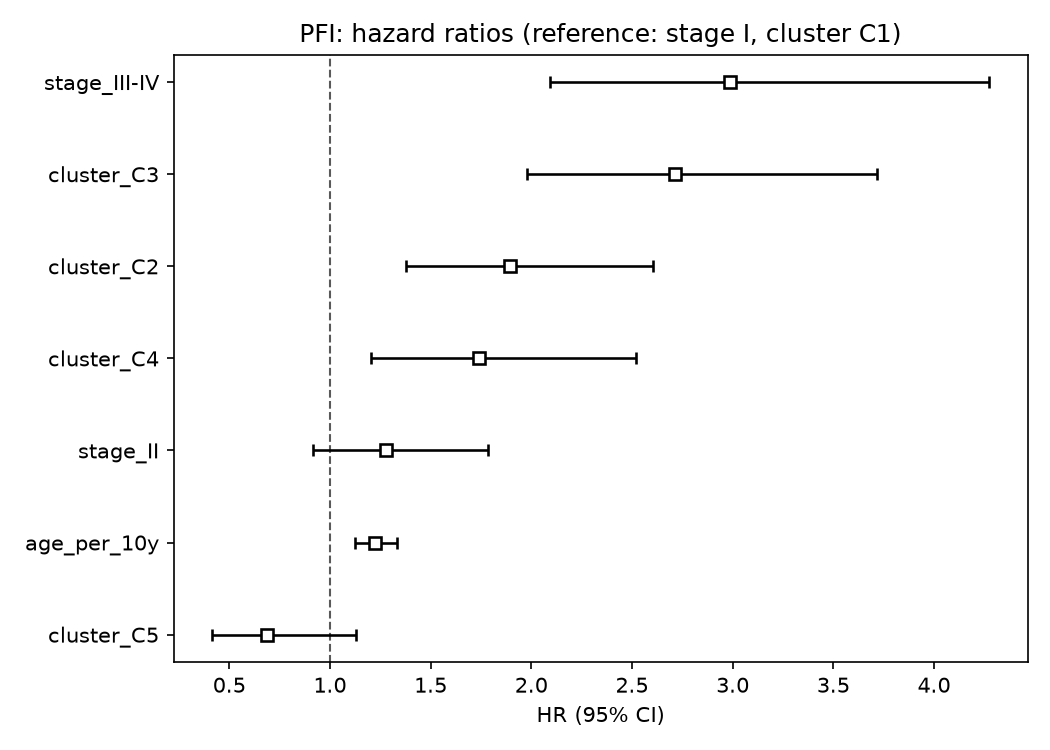 PFI: hazard ratios (reference: stage I, cluster C1)
stage_III-IV
cluster_C3
cluster_C2
cluster_C4
stage_II
age_per_10y
cluster_C5
0.5 1.0 1.5 2.0 2.5 3.0 3.5 4.0
HR (95% CI)